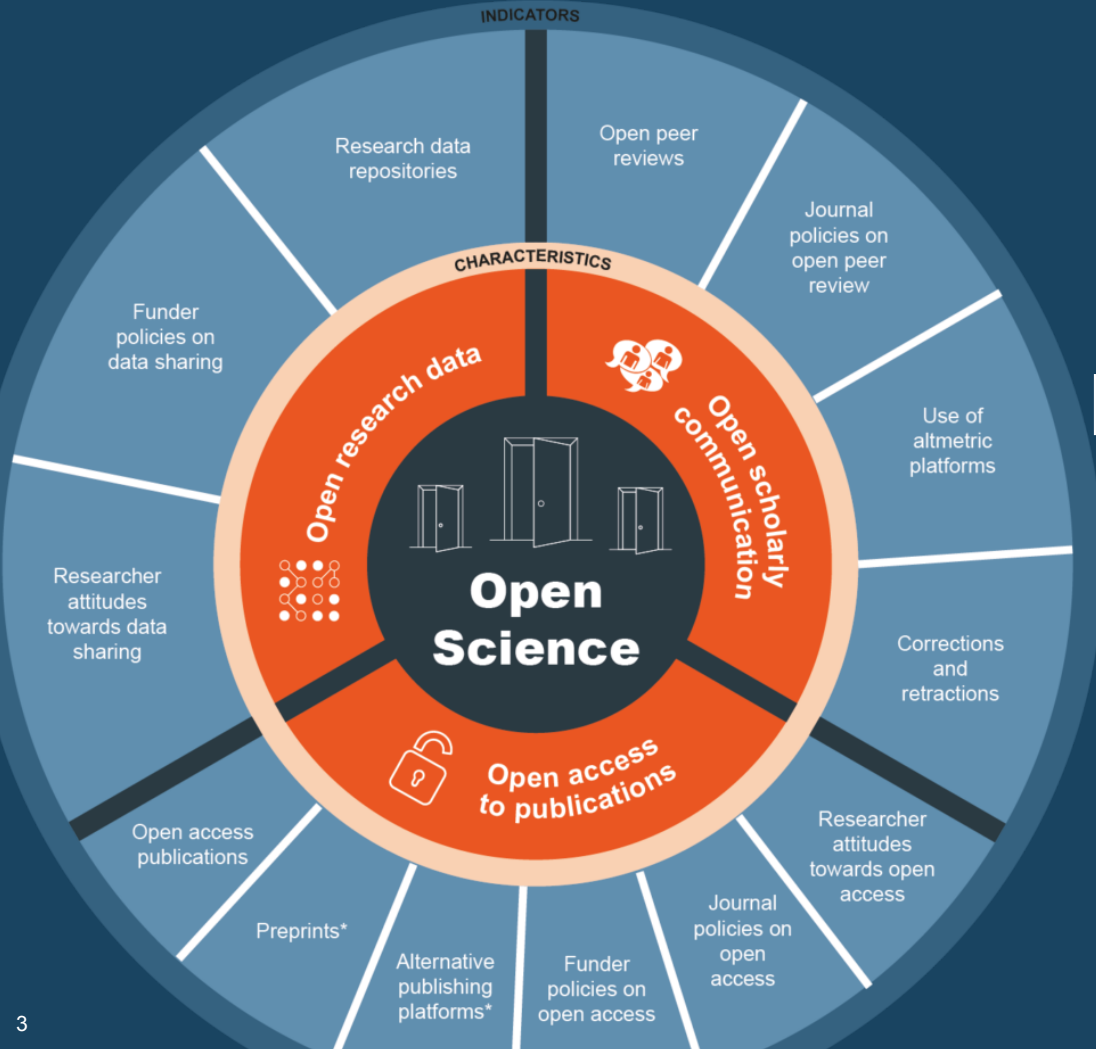 INDICATORS
Research data
repositories
Open peer
reviews
Journal
policies on
open peer
review
Funder
policies on
data sharing
CHARACTERISTICS
Open research data
Open scholarly
communication
Use of
altmetric
platforms
Open
Science
Researcher
attitudes
towards data
sharing
Corrections
and
retractions
Open access
to publications
Open access
publications
Preprints*
Alternative
publishing
platforms*
Funder
policies on
open access
Journal
policies on
open
access
Researcher
attitudes
towards open
access
3